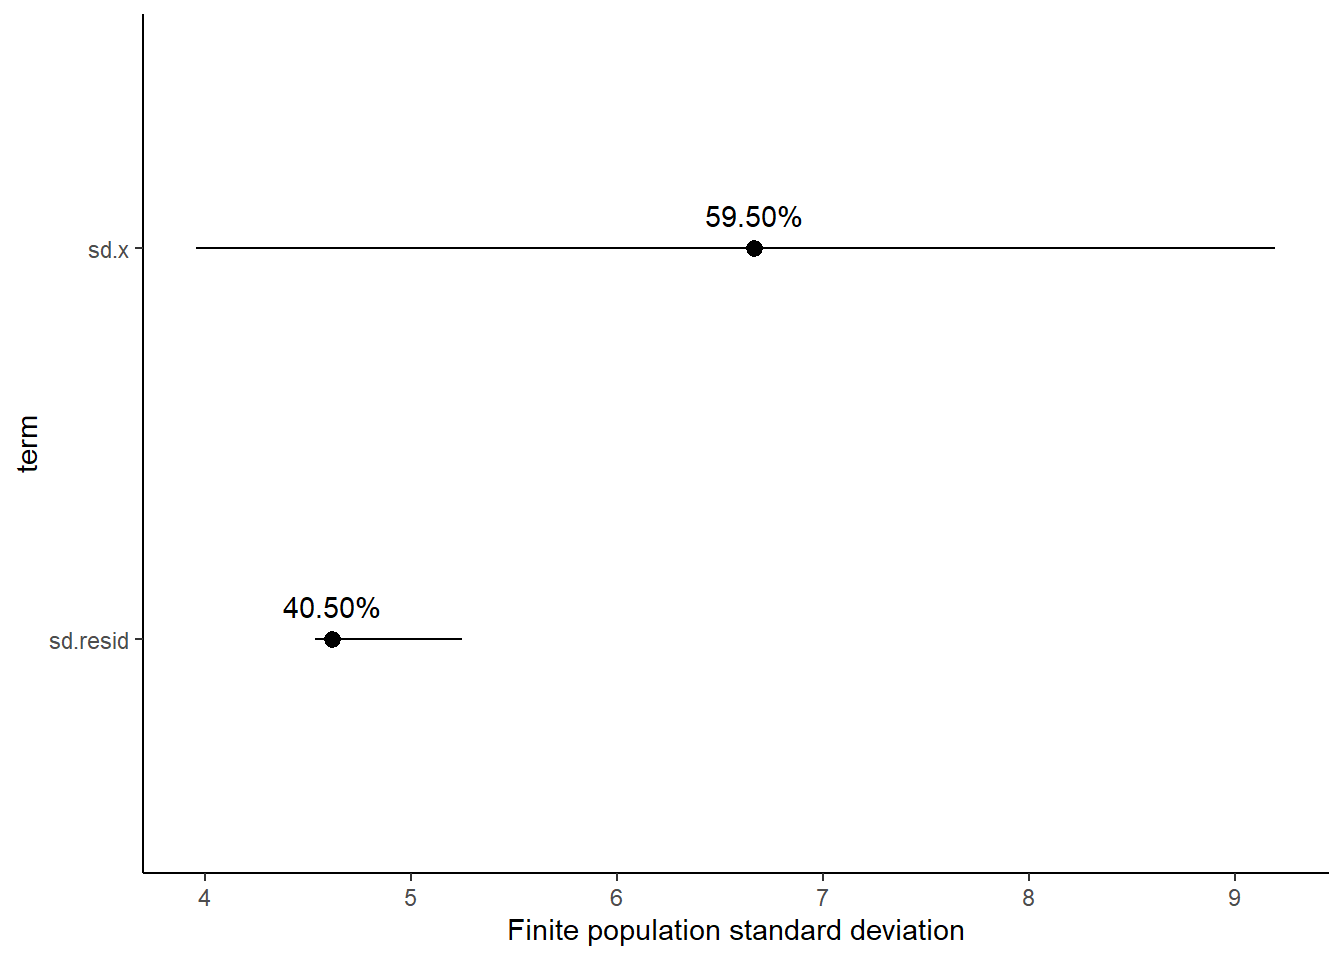 59.50%
sd.x
term
40.50%
sd.resid
4 5 6 7 8 9
Finite population standard deviation